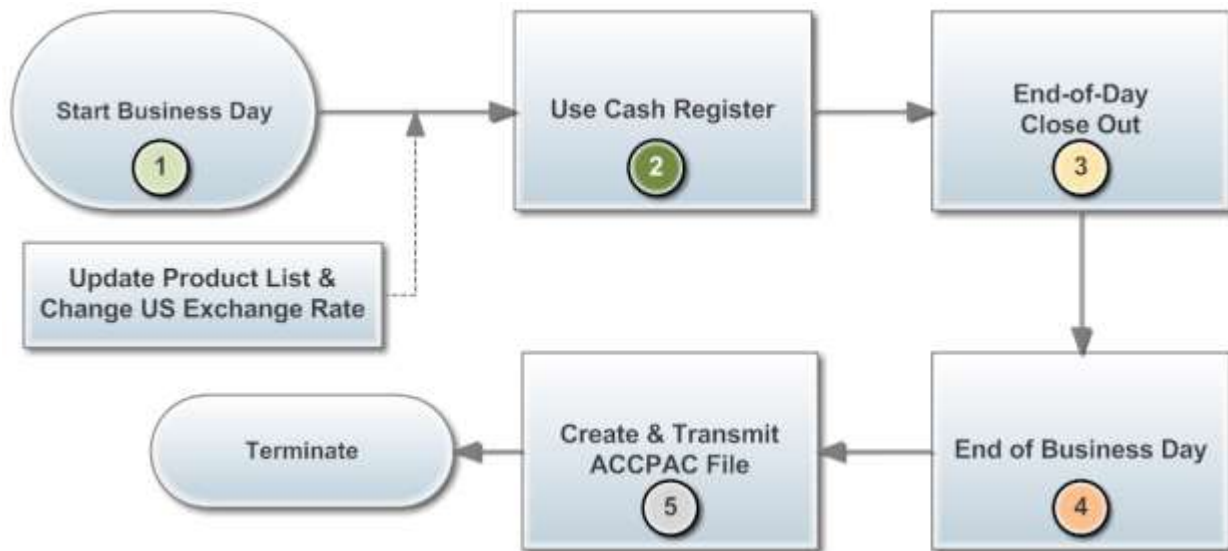 Start Business Day
1
Use Cash Register
2
End-of-Day
Close Out
3
Update Product List &
Change US Exchange Rate
End of Business Day
4
Create & Transmit
ACCPAC File
5
Terminate